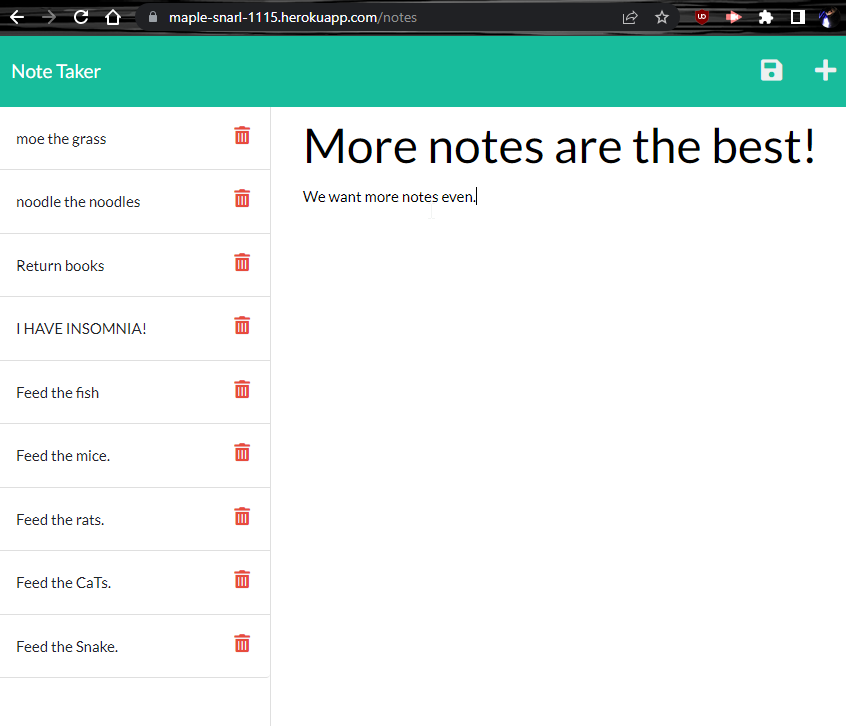 maple-snarl-1115.herokuapp.com/notes
UD
Note Taker
moe the grass
noodle the noodles
Return books
I HAVE INSOMNIA!
Feed the fish
Feed the mice.
Feed the rats.
Feed the CaTs.
Feed the Snake.
More notes are the best!
We want more notes even.